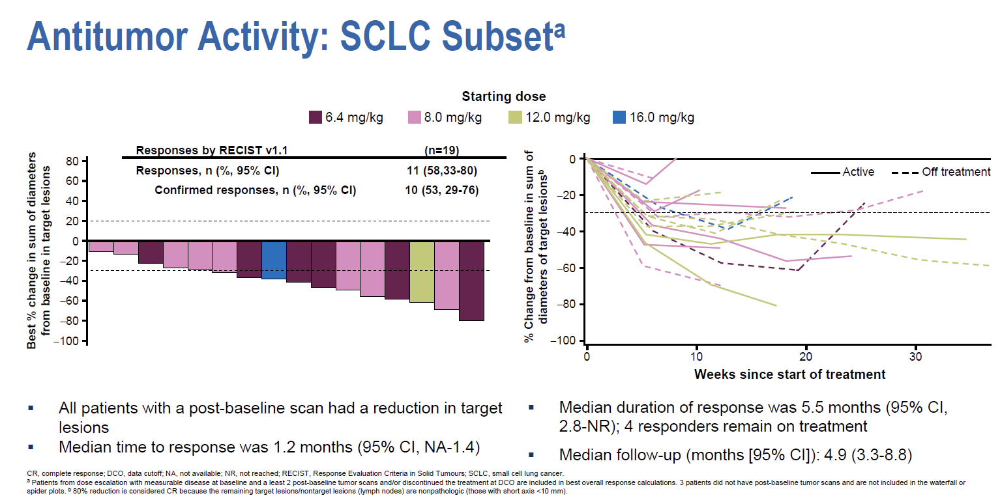 Antitumor Activity: SCLC Subsetᵃ
Starting dose
6.4 mg/kg 8.0 mg/kg 12.0 mg/kg 16.0 mg/kg
Best % change in sum of diameters
from baseline in target lesions
Responses by RECIST v1.1 (n=19)
Responses, n (%, 95% CI) 11 (58,33-80)
Confirmed responses, n (%, 95% CI) 10 (53, 29-76)
80
60
40
20
0
−20
−40
−60
−80
−100
% Change from baseline in sum of
diameters of target lesionsᵇ
Active Off treatment
0
−20
−40
−60
−80
−100
0 10 20 30
Weeks since start of treatment
▪ All patients with a post-baseline scan had a reduction in target
lesions
▪ Median time to response was 1.2 months (95% CI, NA-1.4)
▪ Median duration of response was 5.5 months (95% CI,
2.8-NR); 4 responders remain on treatment
▪ Median follow-up (months [95% CI]): 4.9 (3.3-8.8)
CR, complete response; DCO, data cutoff; NA, not available; NR, not reached; RECIST, Response Evaluation Criteria in Solid Tumours; SCLC, small cell lung cancer.
ᵃ Patients from dose escalation with measurable disease at baseline and a least 2 post-baseline tumor scans and/or discontinued the treatment at DCO are included in best overall response calculations. 3 patients did not have post-baseline tumor scans and are not included in the waterfall or
spider plots. ᵇ 80% reduction is considered CR because the remaining target lesions/nontarget lesions (lymph nodes) are nonpathologic (those with short axis <10 mm).